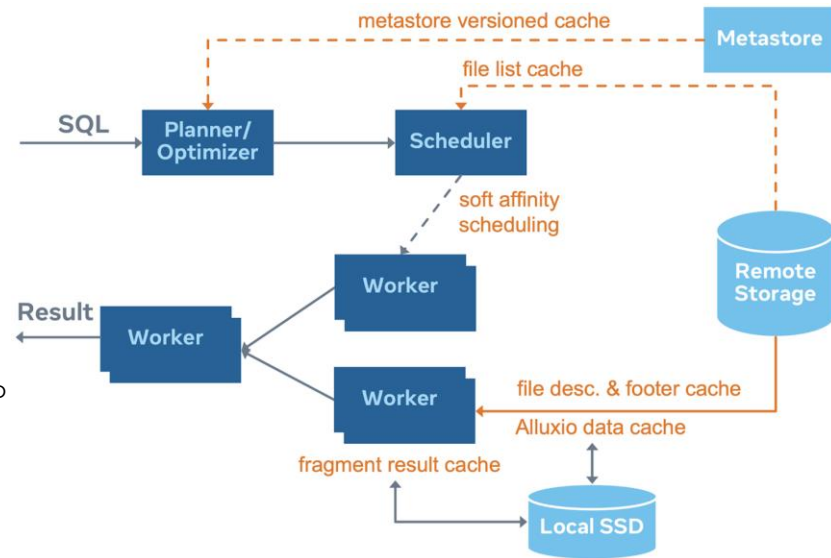 metastore versioned cache
Metastore
file list cache
SQL
Planner/
Optimizer
Scheduler
soft affinity
scheduling
Worker
Remote
Storage
Result
Worker
o
Worker
file desc. & footer cache
Alluxio data cache
fragment result cache
Local SSD